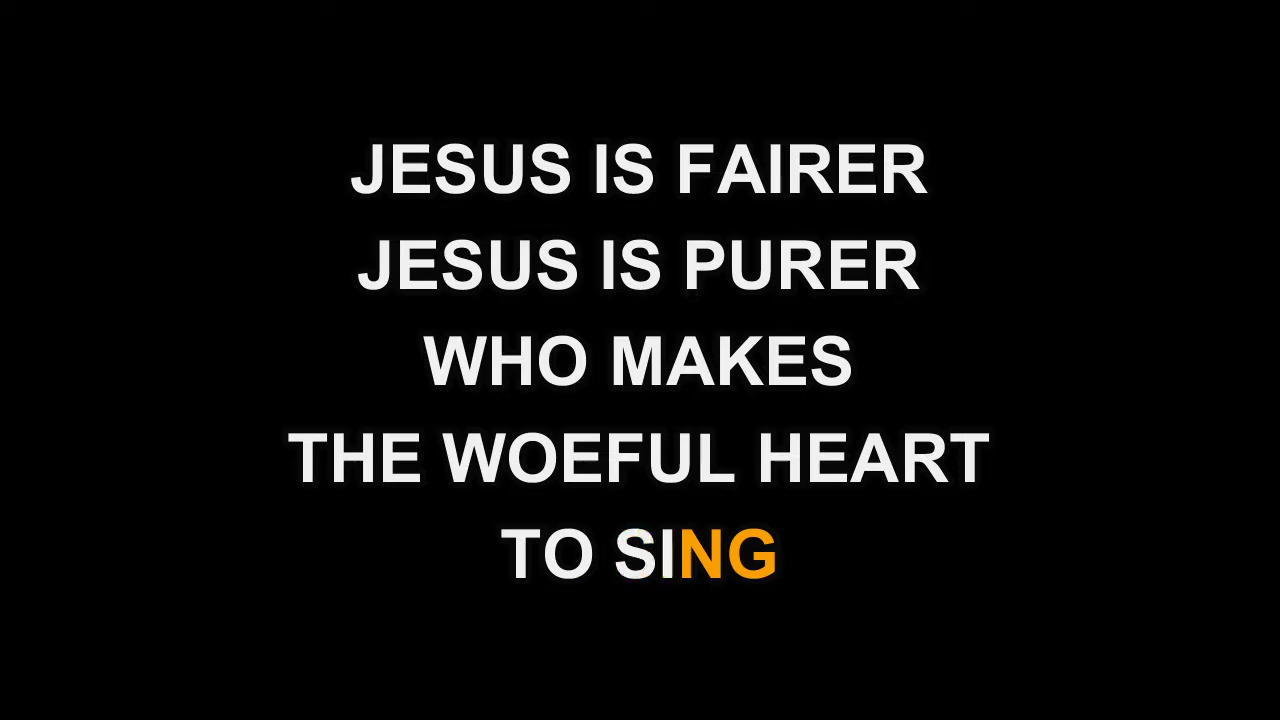 JESUS IS FAIRER
JESUS IS PURER
WHO MAKES
THE WOEFUL HEART
TO SING